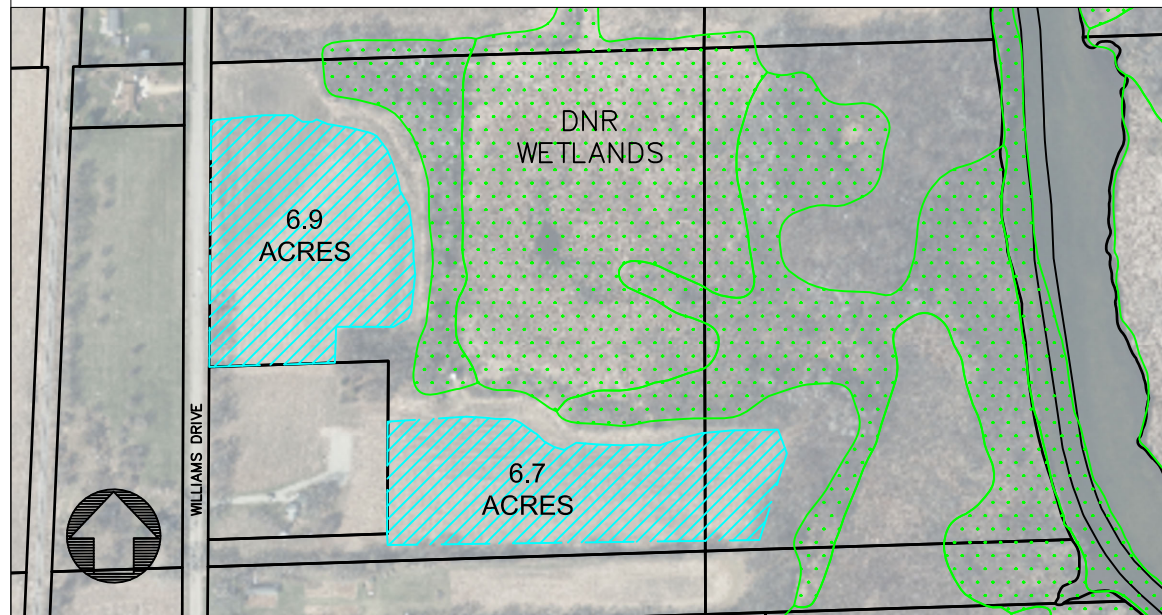 DNR
WETLANDS
6.9
ACRES
WILLIAMS DRIVE
6.7
ACRES